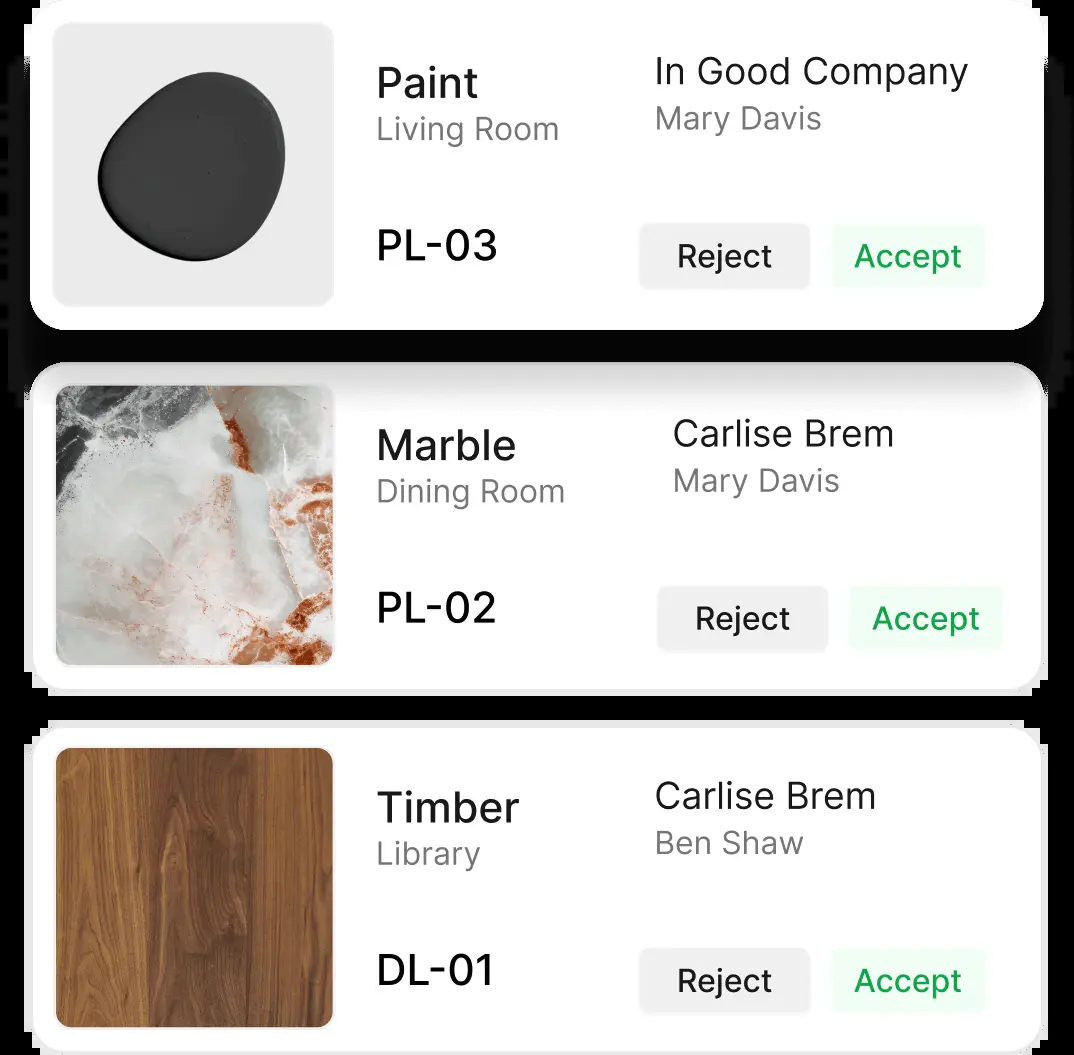 Paint
Living Room
In Good Company
Mary Davis
PL-03
Reject
Accept
Marble
Dining Room
Carlise Brem
Mary Davis
PL-02
Reject
Accept
Timber
Library
Carlise Brem
Ben Shaw
DL-01
Reject
Accept